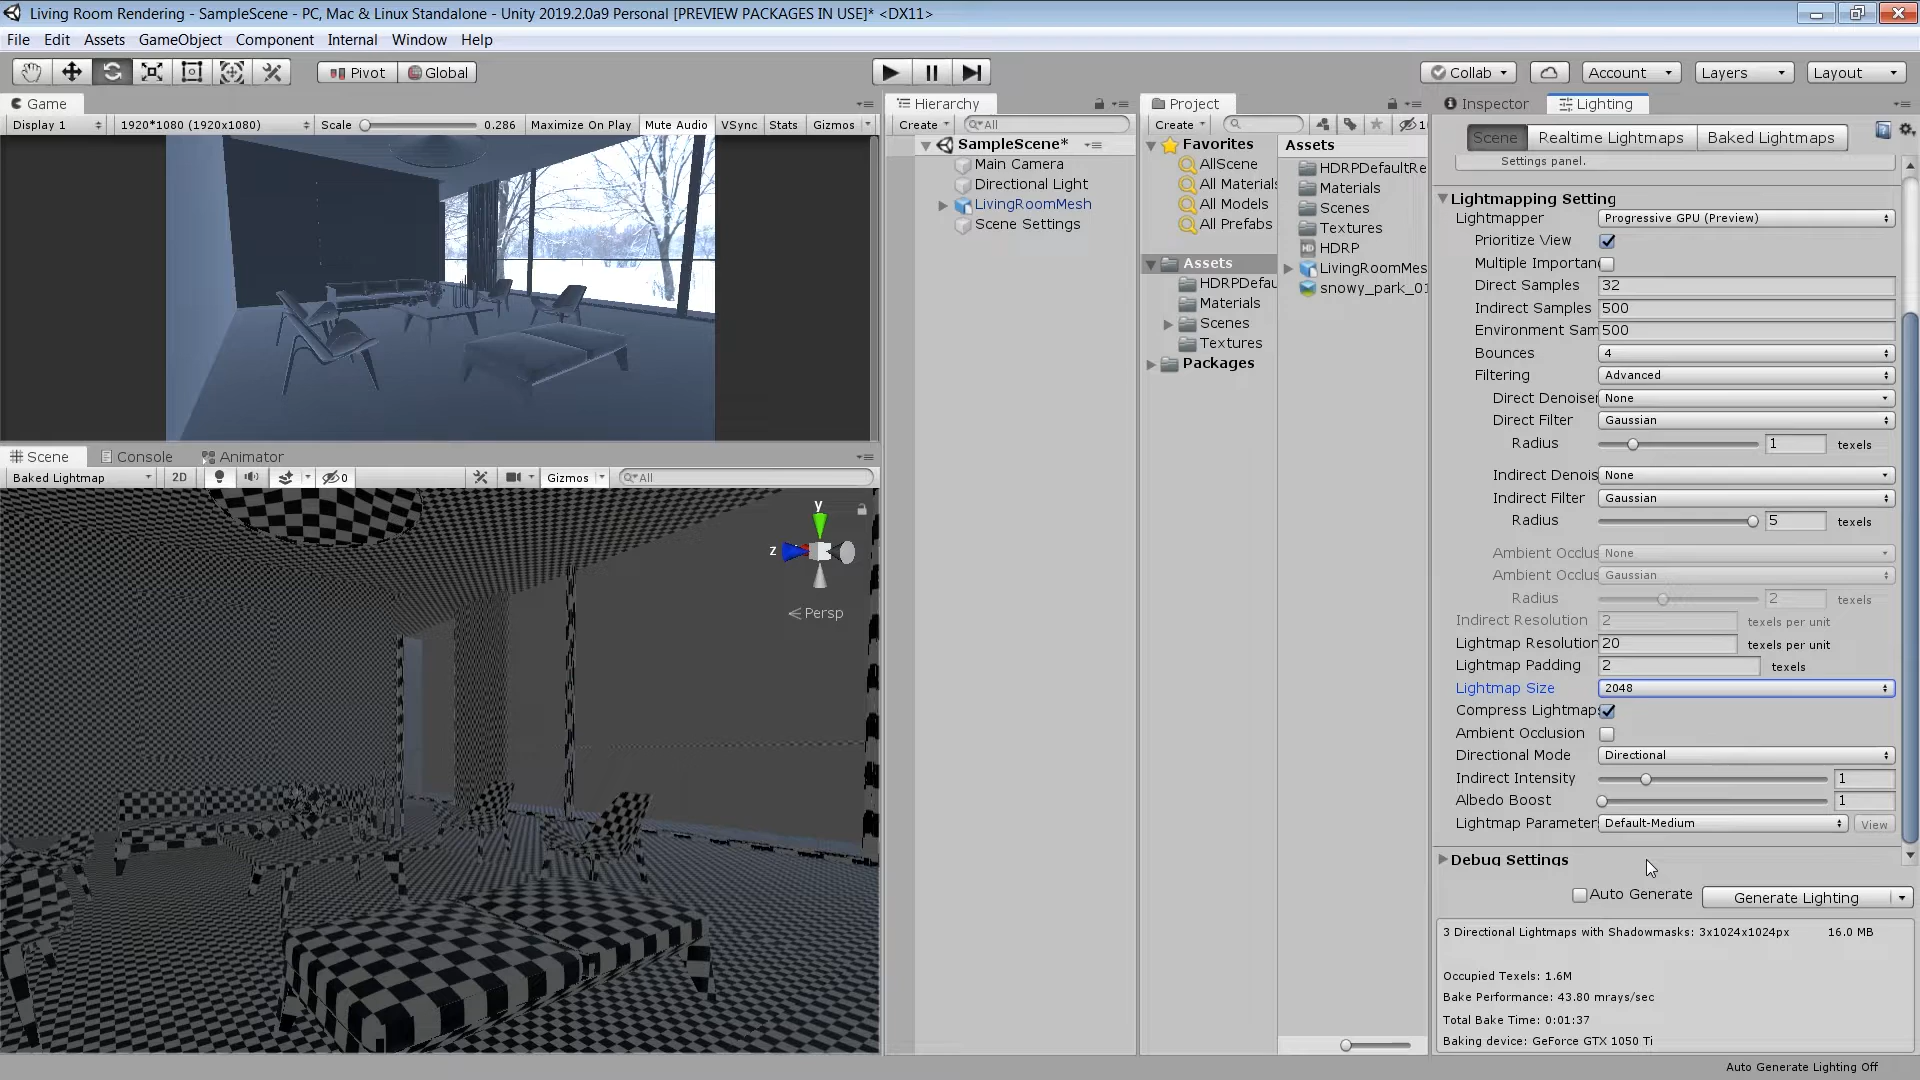 Living Room Rendering - SampleScene - PC, Mac & Linux Standalone - Unity 2019.2.0a9 Personal [PREVIEW PACKAGES IN USE]* <DX11>
File Edit Assets GameObject Component Internal Window Help
Pivot Global Collab Account Layers Layout
Game
Display 1 1920*1080 (1920x1080) Scale 0.286 Maximize On Play Mute Audio VSync Stats Gizmos
Scene Console Animator
Baked Lightmap 2D 0 Gizmos All
y
z
Persp
Hierarchy
Create All
SampleScene*
Main Camera
Directional Light
LivingRoomMesh
Scene Settings
Project
Create 1
Favorites
AllScene
All Materials
All Models
All Prefabs
Assets
HDRPDefau
Materials
Scenes
Textures
Packages
Assets
HDRPDefaultRe
Materials
Scenes
Textures
HDRP
LivingRoomMes
snowy_park_01
Inspector Lighting
Scene Realtime Lightmaps Baked Lightmaps
Settings panel.
Lightmapping Setting
Lightmapper Progressive GPU (Preview)
Prioritize View
Multiple Importan
Direct Samples 32
Indirect Samples 500
Environment Sam 500
Bounces 4
Filtering Advanced
Direct Denoiser None
Direct Filter Gaussian
Radius 1 texels
Indirect Denois None
Indirect Filter Gaussian
Radius 5 texels
Ambient Occlus None
Ambient Occlus Gaussian
Radius 2 texels
Indirect Resolution 2 texels per unit
Lightmap Resolution 20 texels per unit
Lightmap Padding 2 texels
Lightmap Size 2048
Compress Lightmaps
Ambient Occlusion
Directional Mode Directional
Indirect Intensity 1
Albedo Boost 1
Lightmap Parameter Default-Medium View
Debug Settings
Auto Generate Generate Lighting
3 Directional Lightmaps with Shadowmasks: 3x1024x1024px 16.0 MB
Occupied Texels: 1.6M
Bake Performance: 43.80 mrays/sec
Total Bake Time: 0:01:37
Baking device: GeForce GTX 1050 Ti
Auto Generate Lighting Off